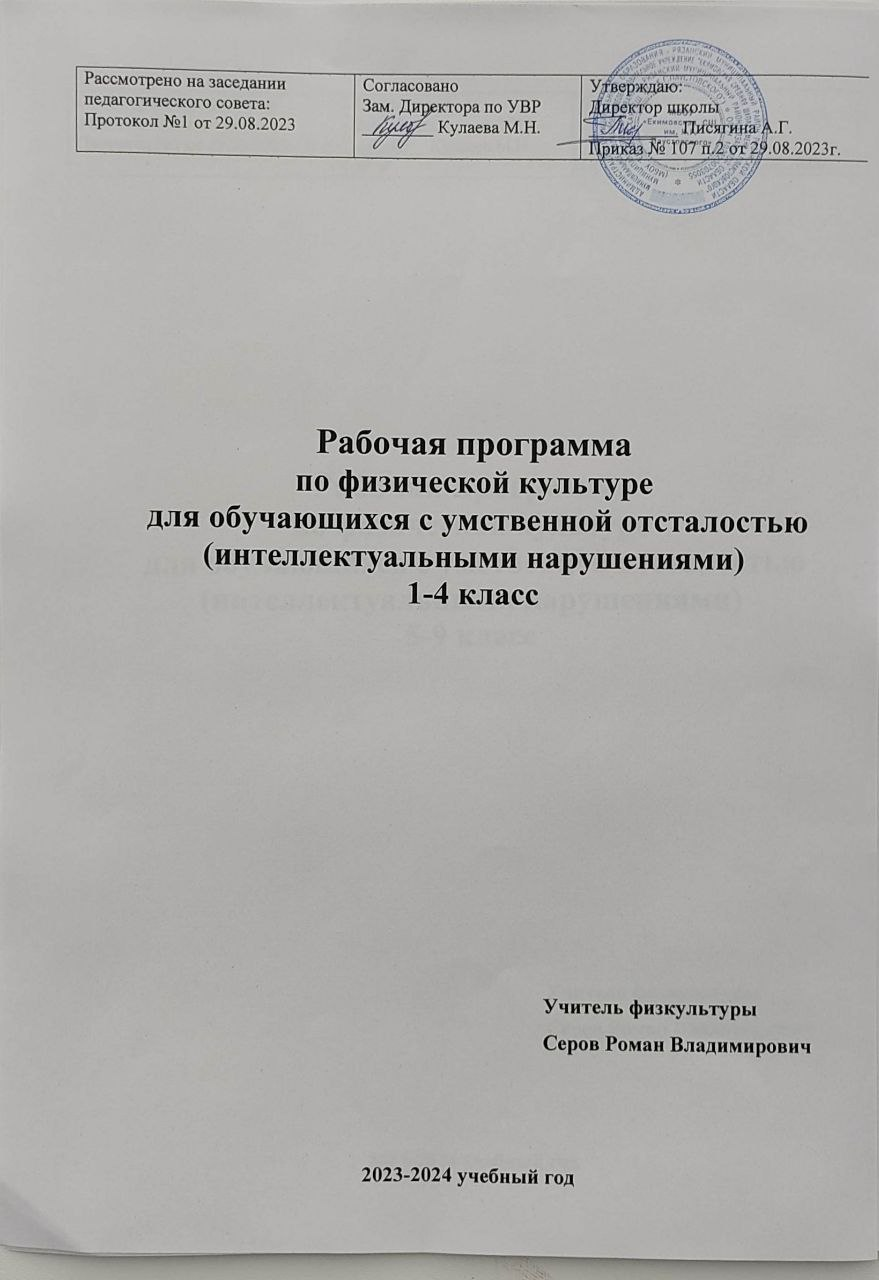 Рассмотрено на заседании
педагогического совета:
Протокол №1 от 29.08.2023
Согласовано
Зам. Директора по УВР
Кулаева М.Н.
Утверждаю:
Директор школы
Писягина А.Г.
Приказ № 107 п.2 от 29.08.2023г.
Рабочая программа
по физической культуре
для обучающихся с умственной отсталостью
(интеллектуальными нарушениями)
1-4 класс
Учитель физкультуры
Серов Роман Владимирович
2023-2024 учебный год